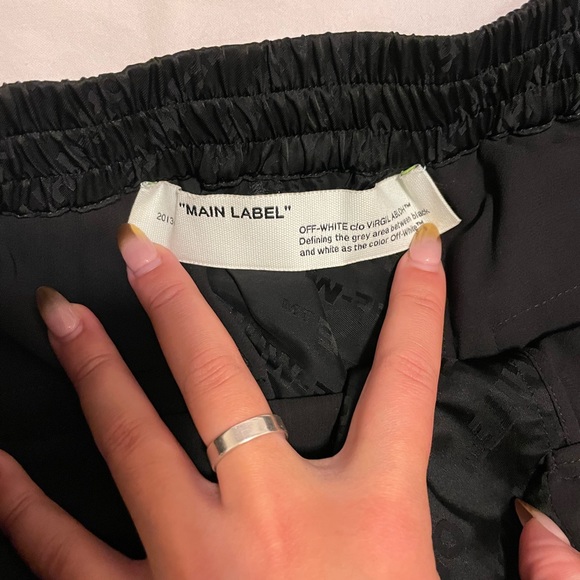 2013
"MAIN LABEL"
OFF-WHITE c/o VIRGIL ABLOH™
Defining the grey area between black
and white as the color Off-White™